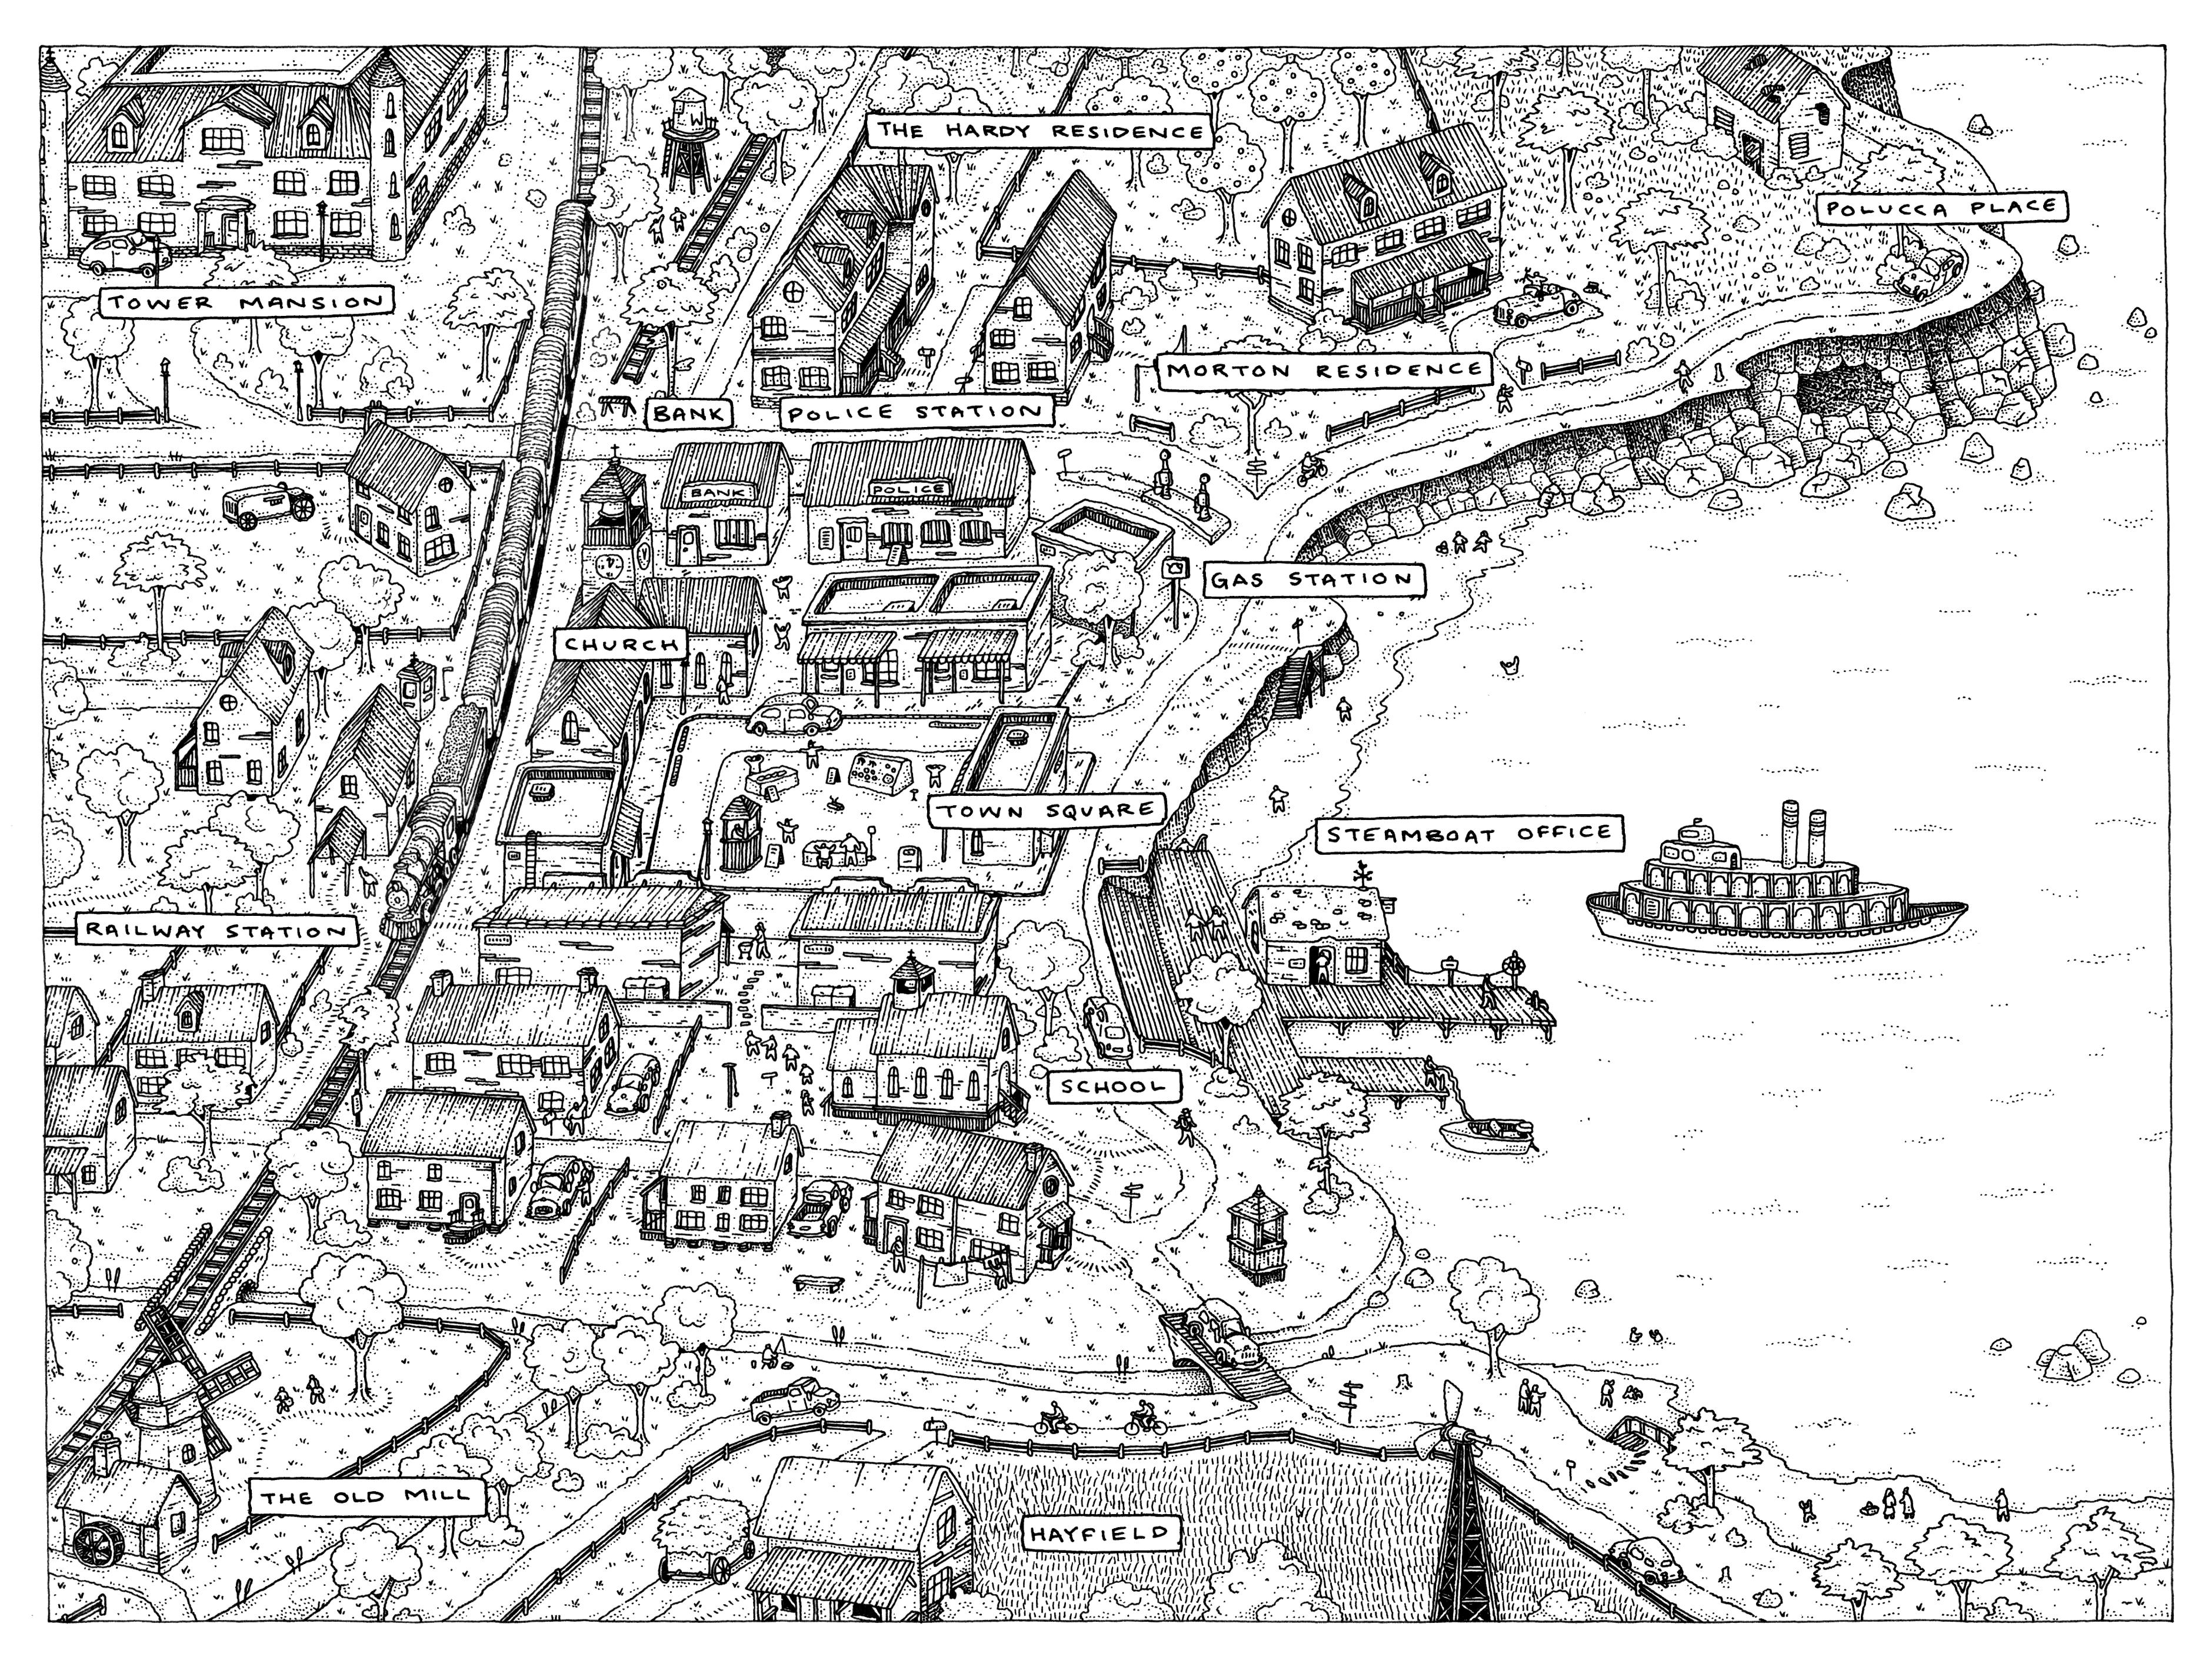 W
THE HARDY RESIDENCE
POLUCCA PLACE
TOWER MANSION
MORTON RESIDENCE
BANK
POLICE STATION
BANK
POLICE
GAS STATION
CHURCH
TOWN SQUARE
STEAMBOAT OFFICE
RAILWAY STATION
SCHOOL
THE OLD MILL
HAYFIELD